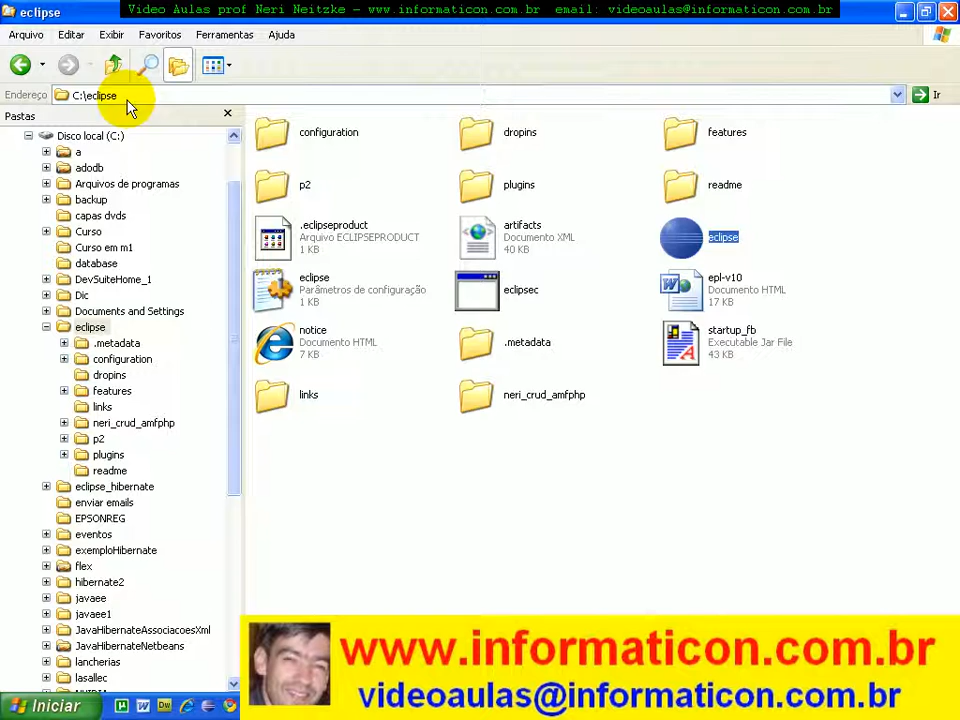 eclipse
Video Aulas prof Neri Neitzke – www.informaticon.com.br email: videoaulas@informaticon.com.br
Arquivo Editar Exibir Favoritos Ferramentas Ajuda
Endereço C:\eclipse Ir
Pastas
Disco local (C:)
a
adodb
Arquivos de programas
backup
capas dvds
Curso
Curso em m1
database
DevSuiteHome_1
Dic
Documents and Settings
eclipse
.metadata
configuration
dropins
features
links
neri_crud_amfphp
p2
plugins
readme
eclipse_hibernate
enviar emails
EPSONREG
eventos
exemploHibernate
flex
hibernate2
javaee
javaee1
JavaHibernateAssociacoesXml
JavaHibernateNetbeans
lancherias
lasallec
configuration
dropins
features
p2
plugins
readme
.eclipseproduct
Arquivo ECLIPSEPRODUCT
1 KB
artifacts
Documento XML
40 KB
eclipse
eclipse
Parâmetros de configuração
1 KB
eclipsec
epl-v10
Documento HTML
17 KB
notice
Documento HTML
7 KB
.metadata
startup_fb
Executable Jar File
43 KB
links
neri_crud_amfphp
www.informaticon.com.br
videoaulas@informaticon.com.br
Iniciar